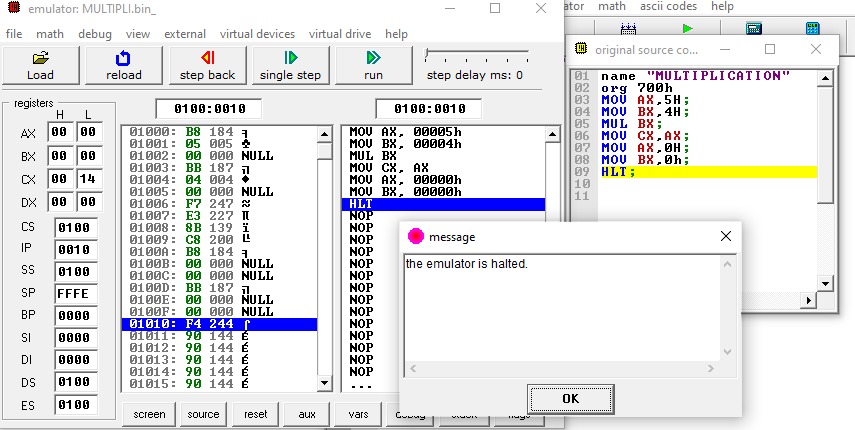 emulator: MULTIPLI.bin_
file math debug view external virtual devices virtual drive help
Load reload step back single step run step delay ms: 0
registers
H L
AX 00 00
BX 00 00
CX 00 14
DX 00 00
CS 0100
IP 0010
SS 0100
SP FFFE
BP 0000
SI 0000
DI 0000
DS 0100
ES 0100
0100:0010
01000: B8 184 ╕
01001: 05 005 ♣
01002: 00 000 NULL
01003: BB 187 ╗
01004: 04 004 ♦
01005: 00 000 NULL
01006: F7 247 ≈
01007: E3 227 π
01008: 8B 139 ï
01009: C8 200 ╚
0100A: B8 184 ╕
0100B: 00 000 NULL
0100C: 00 000 NULL
0100D: BB 187 ╗
0100E: 00 000 NULL
0100F: 00 000 NULL
01010: F4 244 ⌠
01011: 90 144 É
01012: 90 144 É
01013: 90 144 É
01014: 90 144 É
01015: 90 144 É
0100:0010
MOV AX, 00005h
MOV BX, 00004h
MUL BX
MOV CX, AX
MOV AX, 00000h
MOV BX, 00000h
HLT
NOP
NOP
NOP
NOP
NOP
NOP
NOP
NOP
NOP
NOP
NOP
NOP
NOP
NOP
...
screen source reset aux vars debug stack flags
ator math ascii codes help
original source co...
01 name "MULTIPLICATION"
02 org 700h
03 MOV AX,5H;
04 MOV BX,4H;
05 MUL BX;
06 MOV CX,AX;
07 MOV AX,0H;
08 MOV BX,0h;
09 HLT;
10
11
message
the emulator is halted.
OK